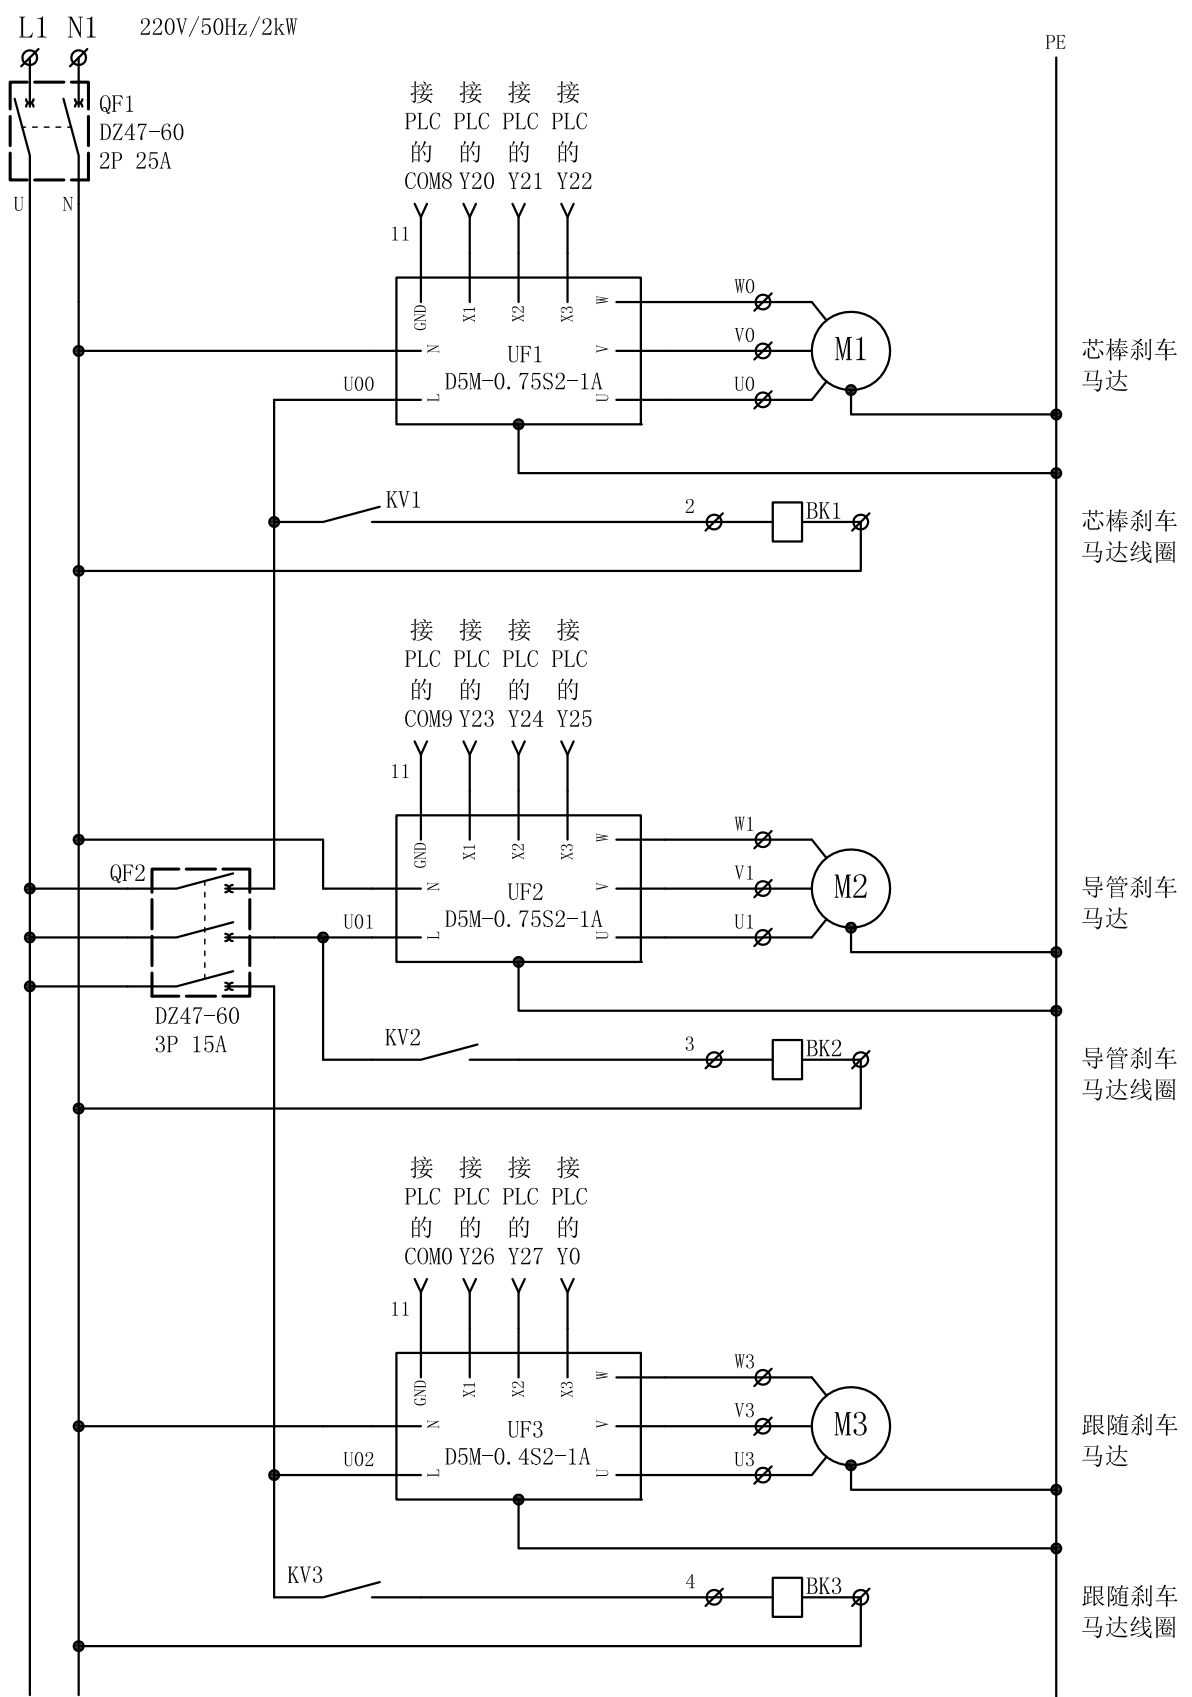 L1 N1 220V/50Hz/2kW
PE
QF1
DZ47-60
2P 25A
U N
接 接 接 接
PLC PLC PLC PLC
的 的 的 的
COM8 Y20 Y21 Y22
11
GND X1 X2 X3 W
W0
N UF1 V
V0
M1
芯棒刹车
马达
U00
L D5M-0.75S2-1A U
U0
KV1
2
BK1
芯棒刹车
马达线圈
接 接 接 接
PLC PLC PLC PLC
的 的 的 的
COM9 Y23 Y24 Y25
11
GND X1 X2 X3 W
W1
QF2
N UF2 V
V1
M2
导管刹车
马达
U01
L D5M-0.75S2-1A U
U1
DZ47-60
3P 15A
KV2
3
BK2
导管刹车
马达线圈
接 接 接 接
PLC PLC PLC PLC
的 的 的 的
COM0 Y26 Y27 Y0
11
GND X1 X2 X3 W
W3
N UF3 V
V3
M3
跟随刹车
马达
U02
L D5M-0.4S2-1A U
U3
KV3
4
BK3
跟随刹车
马达线圈